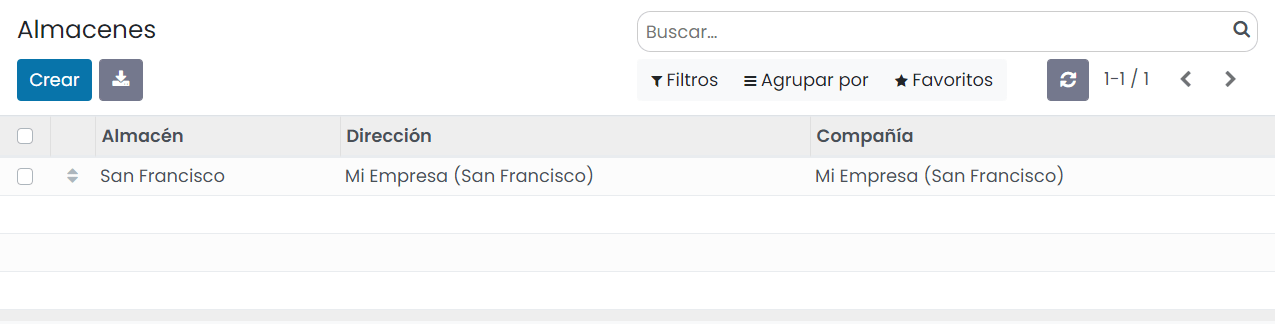 Almacenes
Buscar...
Crear
Filtros Agrupar por Favoritos 1-1 / 1
Almacén Dirección Compañía
San Francisco Mi Empresa (San Francisco) Mi Empresa (San Francisco)